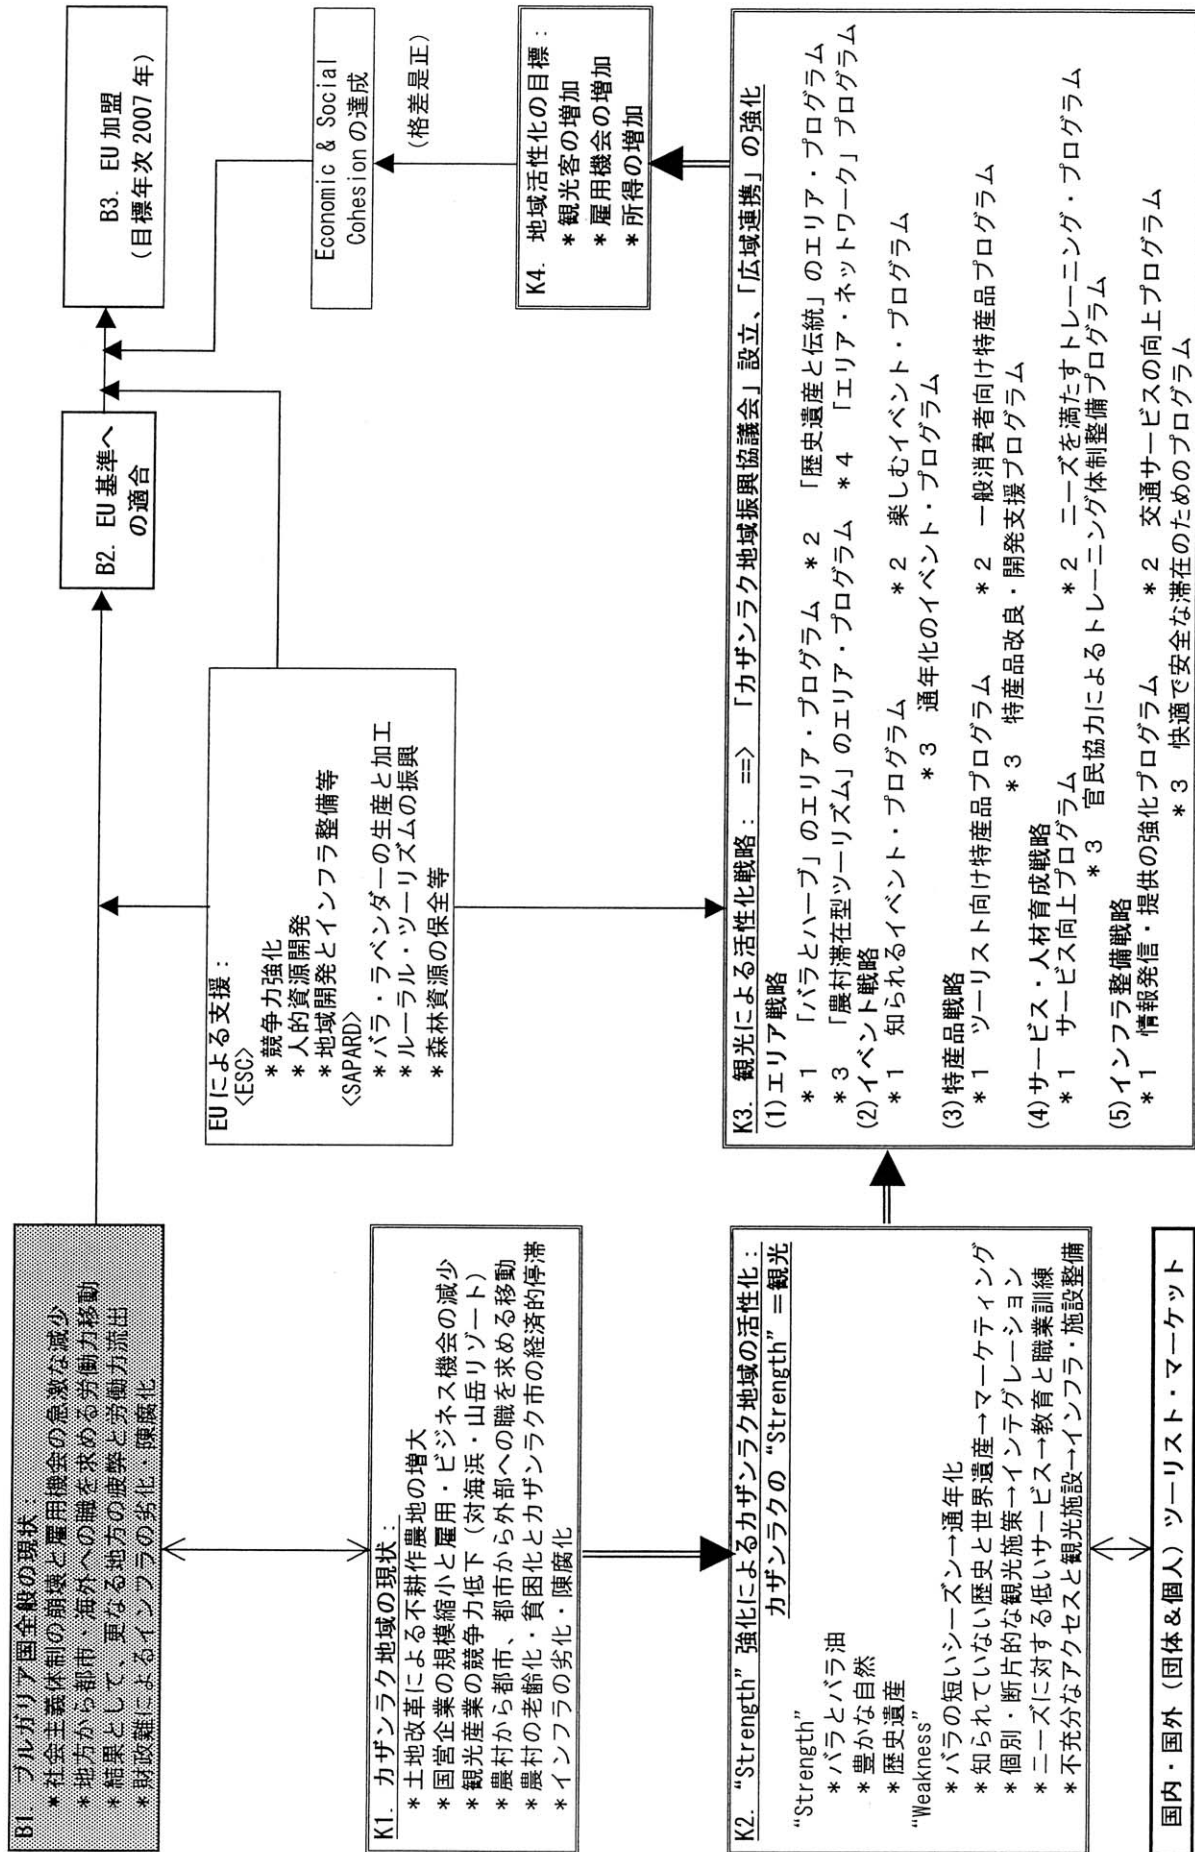 B1. ブルガリア国全般の現状：
＊社会主義体制の崩壊と雇用機会の急激な減少
＊地方から都市・海外への職を求める労働力移動
＊結果として、更なる地方の疲弊と労働力流出
＊財政難によるインフラの劣化・陳腐化
B2. EU基準へ
の適合
B3. EU加盟
(目標年次2007年)
EUによる支援：
<ESC>
＊競争力強化
＊人的資源開発
＊地域開発とインフラ整備等
<SAPARD>
＊バラ・ラベンダーの生産と加工
＊ルーラル・ツーリズムの振興
＊森林資源の保全等
Economic & Social
Cohesionの達成
(格差是正)
K1. カザンラク地域の現状：
＊土地改革による不耕作農地の増大
＊国営企業の規模縮小と雇用・ビジネス機会の減少
＊観光産業の競争力低下（対海浜・山岳リゾート）
＊農村から都市、都市から外部への職を求める移動
＊農村の老齢化・貧困化とカザンラク市の経済的停滞
＊インフラの劣化・陳腐化
K4. 地域活性化の目標：
＊観光客の増加
＊雇用機会の増加
＊所得の増加
K2. “Strength”強化によるカザンラク地域の活性化：
カザンラクの“Strength”＝観光
“Strength”
＊バラとバラ油
＊豊かな自然
＊歴史遺産
“Weakness”
＊バラの短いシーズン→通年化
＊知られていない歴史と世界遺産→マーケティング
＊個別・断片的な観光施策→インテグレーション
＊ニーズに対する低いサービス→教育と職業訓練
＊不充分なアクセスと観光施設→インフラ・施設整備
K3. 観光による活性化戦略： ==> 「カザンラク地域振興協議会」設立、「広域連携」の強化
(1)エリア戦略
＊１ 「バラとハーブ」のエリア・プログラム ＊２ 「歴史遺産と伝統」のエリア・プログラム
＊３ 「農村滞在型ツーリズム」のエリア・プログラム ＊４ 「エリア・ネットワーク」プログラム
(2)イベント戦略
＊１ 知られるイベント・プログラム ＊２ 楽しむイベント・プログラム
＊３ 通年化のイベント・プログラム
(3)特産品戦略
＊１ ツーリスト向け特産品プログラム ＊２ 一般消費者向け特産品プログラム
＊３ 特産品改良・開発支援プログラム
(4)サービス・人材育成戦略
＊１ サービス向上プログラム ＊２ ニーズを満たすトレーニング・プログラム
＊３ 官民協力によるトレーニング体制整備プログラム
(5)インフラ整備戦略
＊１ 情報発信・提供の強化プログラム ＊２ 交通サービスの向上プログラム
＊３ 快適で安全な滞在のためのプログラム
国内・国外（団体&個人）ツーリスト・マーケット